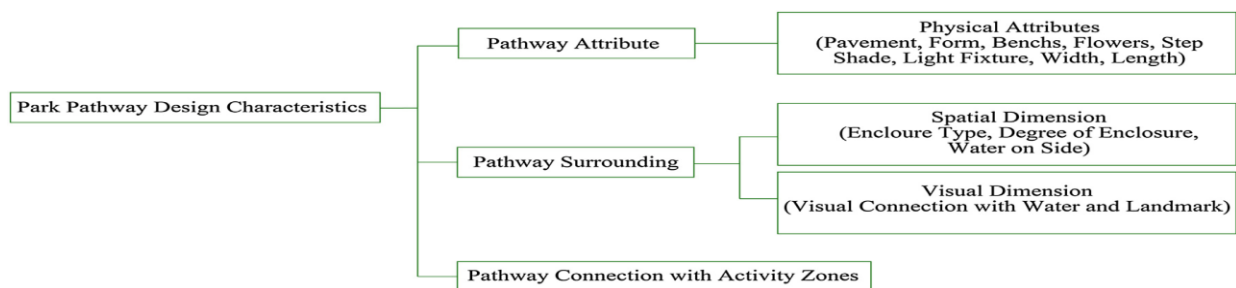 Park Pathway Design Characteristics
Pathway Attribute
Physical Attributes
(Pavement, Form, Benchs, Flowers, Step
Shade, Light Fixture, Width, Length)
Pathway Surrounding
Spatial Dimension
(Encloure Type, Degree of Enclosure,
Water on Side)
Visual Dimension
(Visual Connection with Water and Landmark)
Pathway Connection with Activity Zones